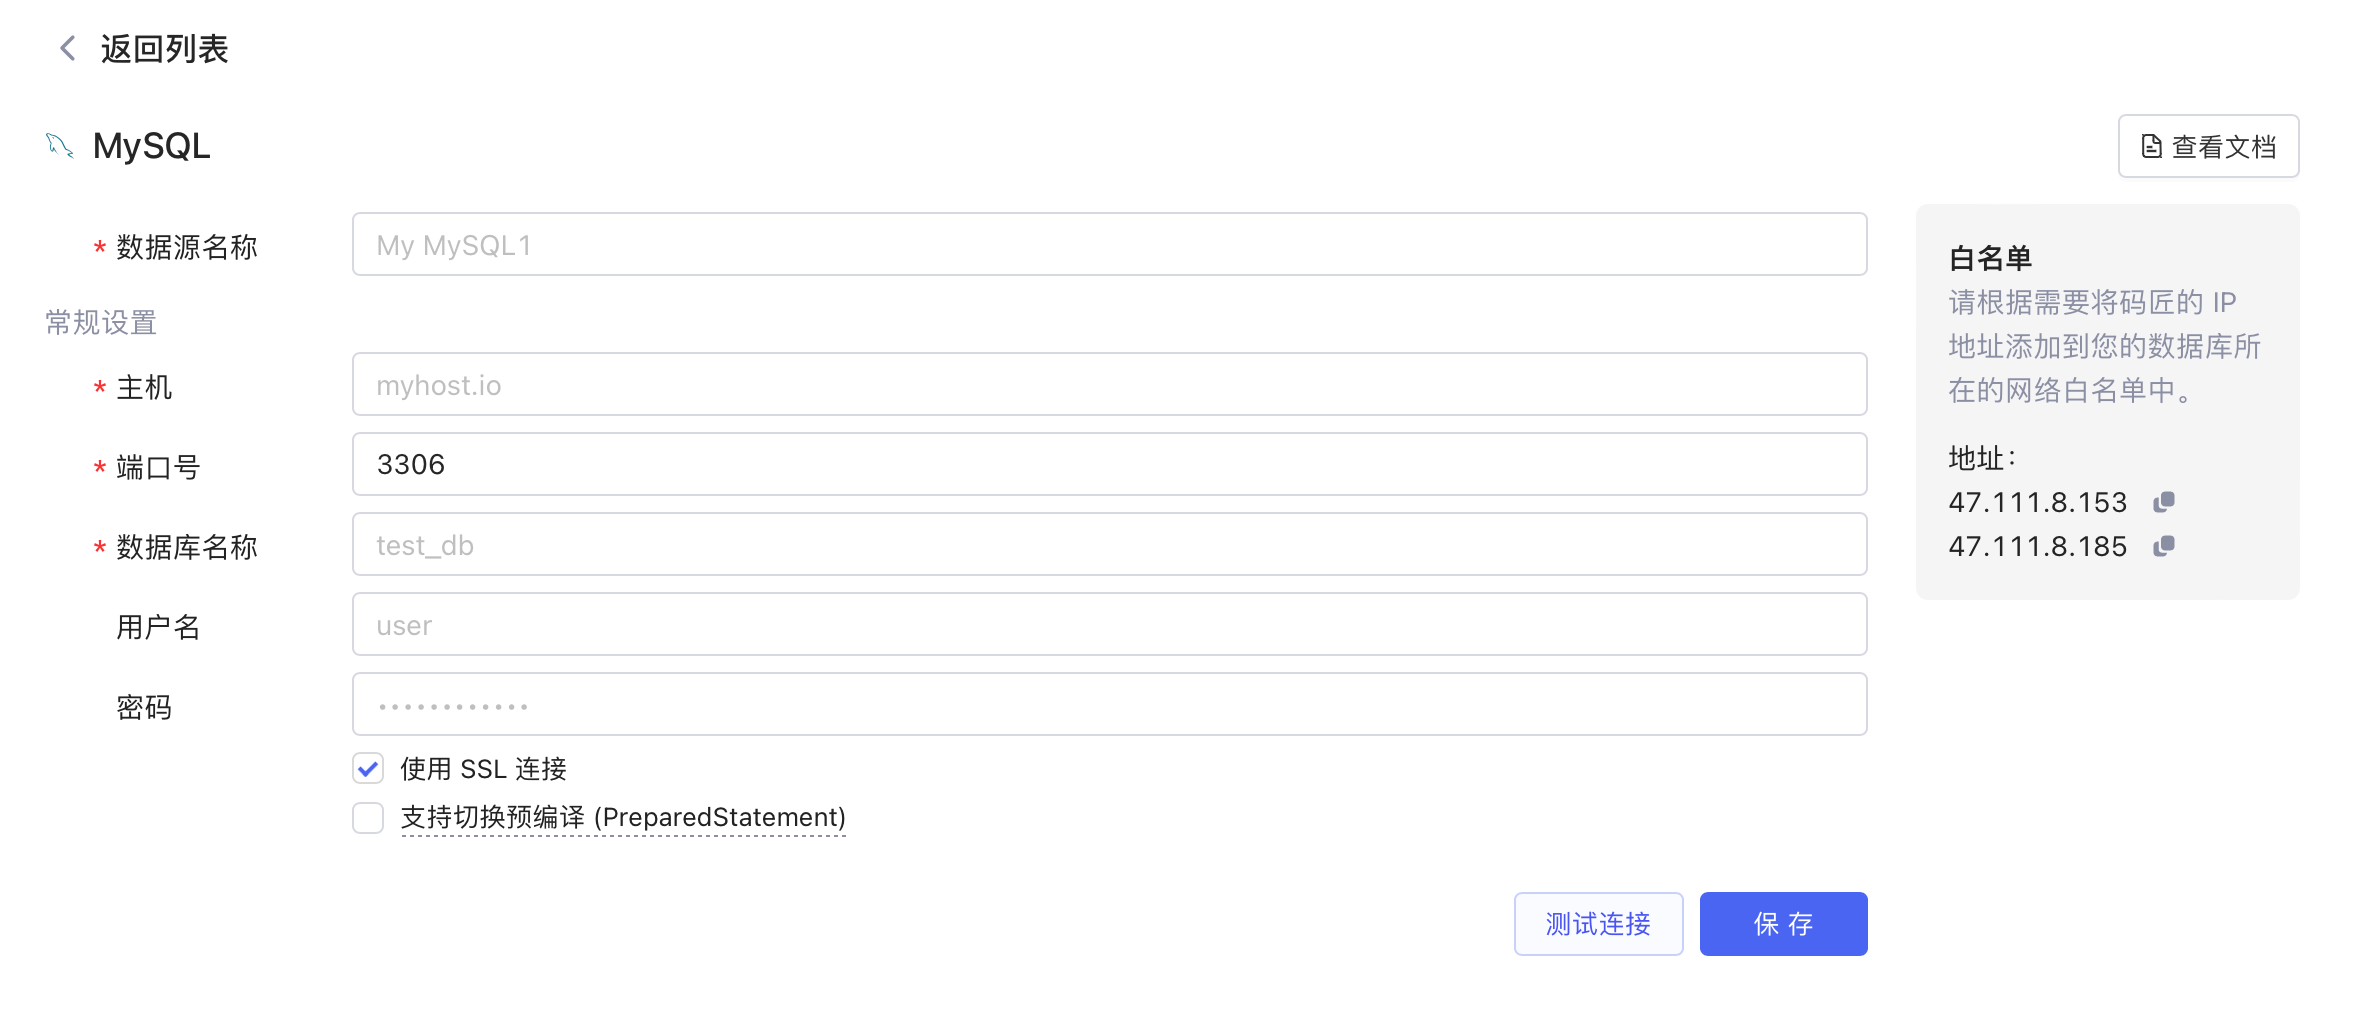 返回列表
MySQL
查看文档
* 数据源名称
My MySQL1
常规设置
* 主机
myhost.io
* 端口号
3306
* 数据库名称
test_db
用户名
user
密码
••••••••••••
使用 SSL 连接
支持切换预编译 (PreparedStatement)
测试连接
保 存
白名单
请根据需要将码匠的 IP
地址添加到您的数据库所
在的网络白名单中。
地址：
47.111.8.153
47.111.8.185